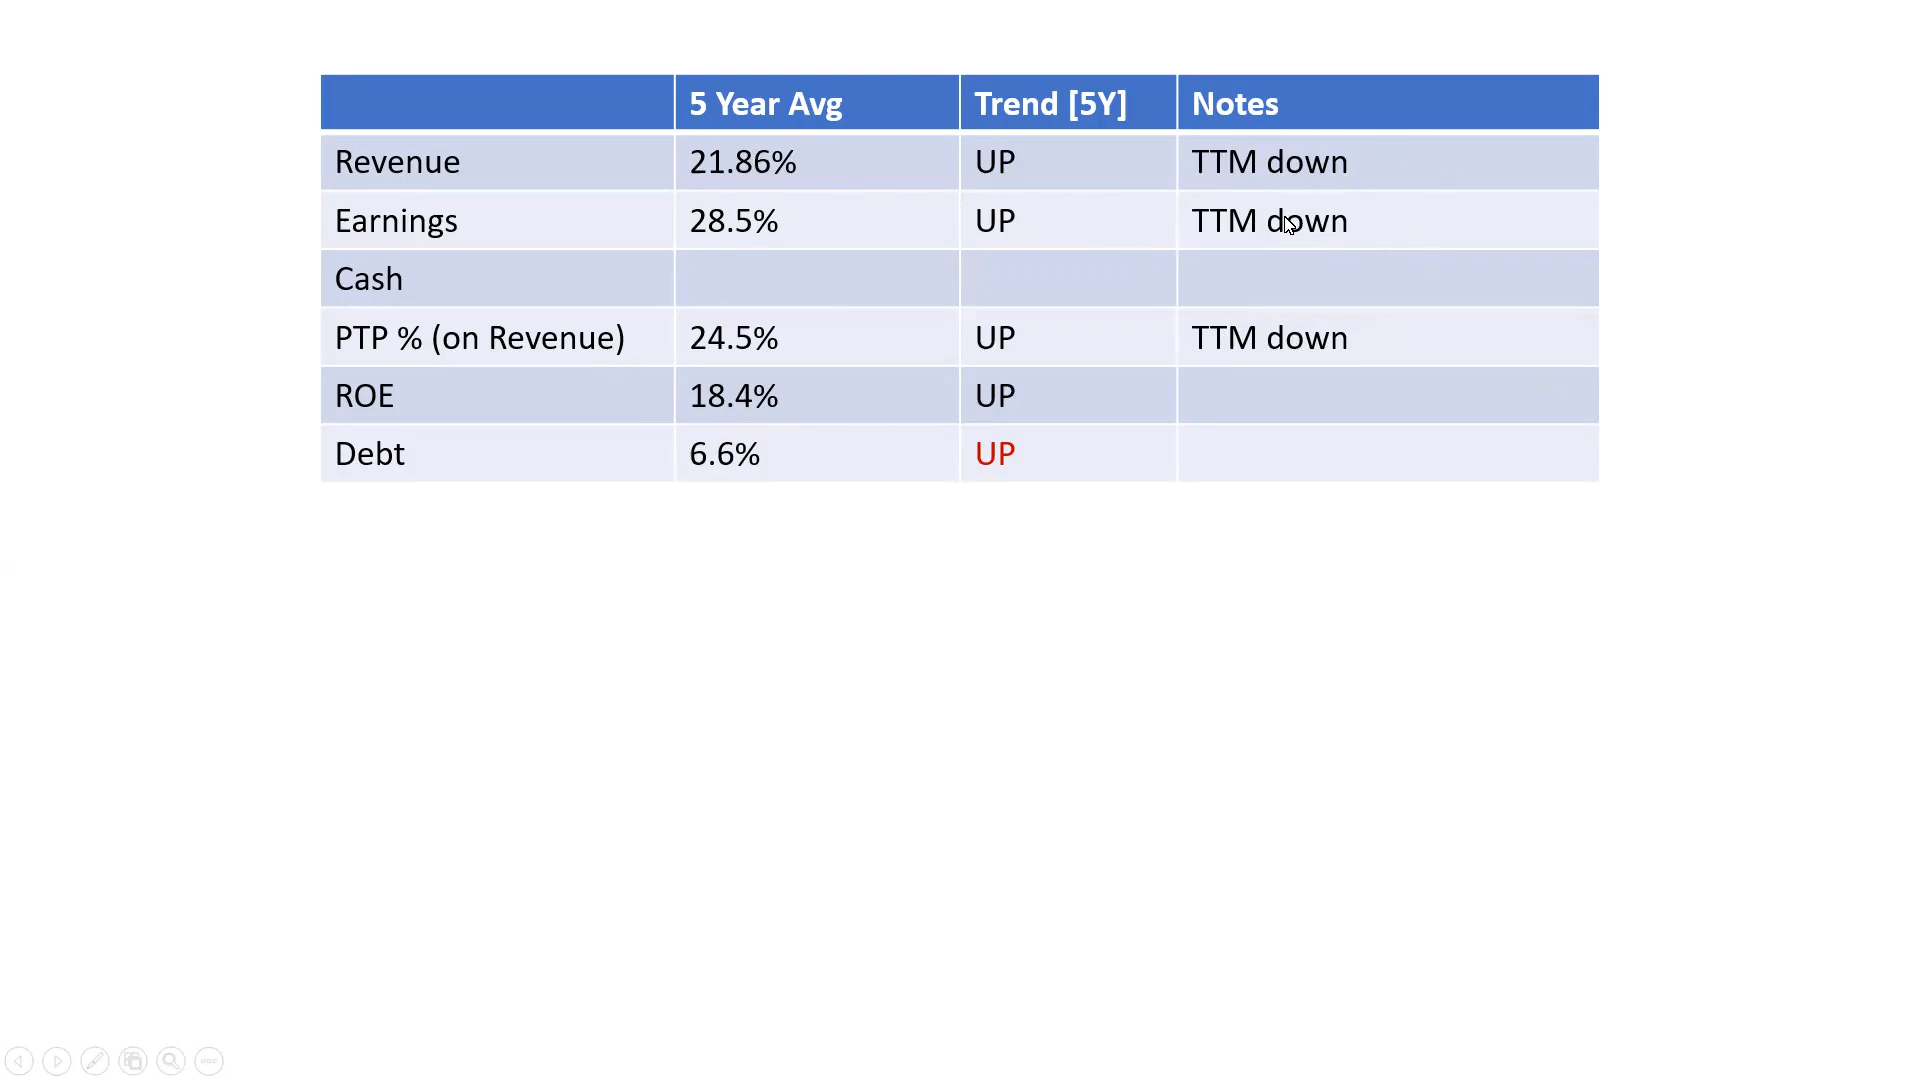 5 Year Avg Trend [5Y] Notes
Revenue 21.86% UP TTM down
Earnings 28.5% UP TTM down
Cash
PTP % (on Revenue) 24.5% UP TTM down
ROE 18.4% UP
Debt 6.6% UP